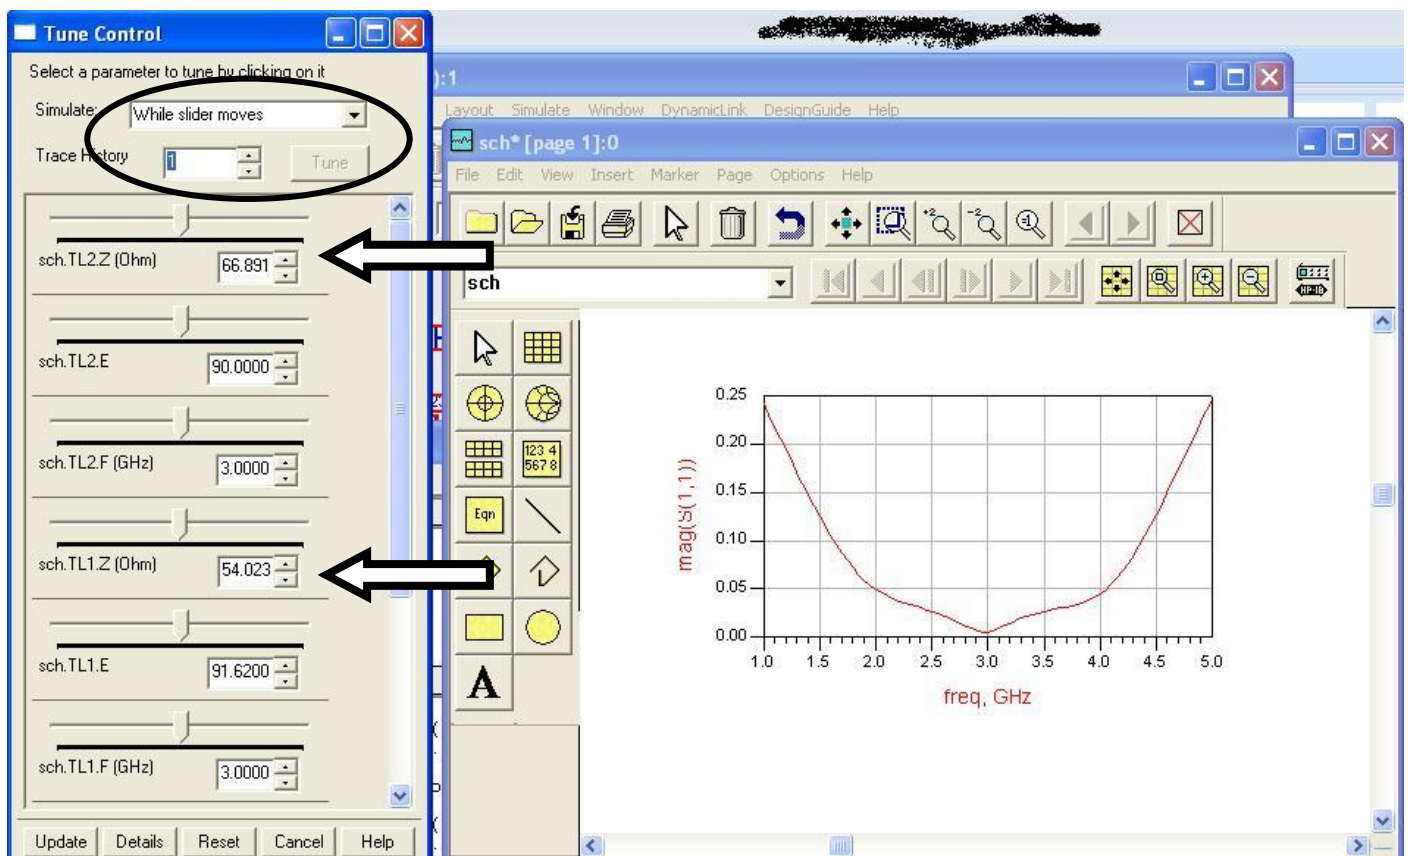 Tune Control
Select a parameter to tune by clicking on it
Simulate: While slider moves
Trace History 1 Tune
sch.TL2.Z (Ohm) 66.891
sch.TL2.E 90.0000
sch.TL2.F (GHz) 3.0000
sch.TL1.Z (Ohm) 54.023
sch.TL1.E 91.6200
sch.TL1.F (GHz) 3.0000
Update Details Reset Cancel Help
):1
Layout Simulate Window DynamicLink DesignGuide Help
sch* [page 1]:0
File Edit View Insert Marker Page Options Help
+2 -2 -1
sch
HP-IB
123 4
567 8
Eqn
A
mag(S(1,1))
0.25
0.20
0.15
0.10
0.05
0.00
1.0 1.5 2.0 2.5 3.0 3.5 4.0 4.5 5.0
freq, GHz